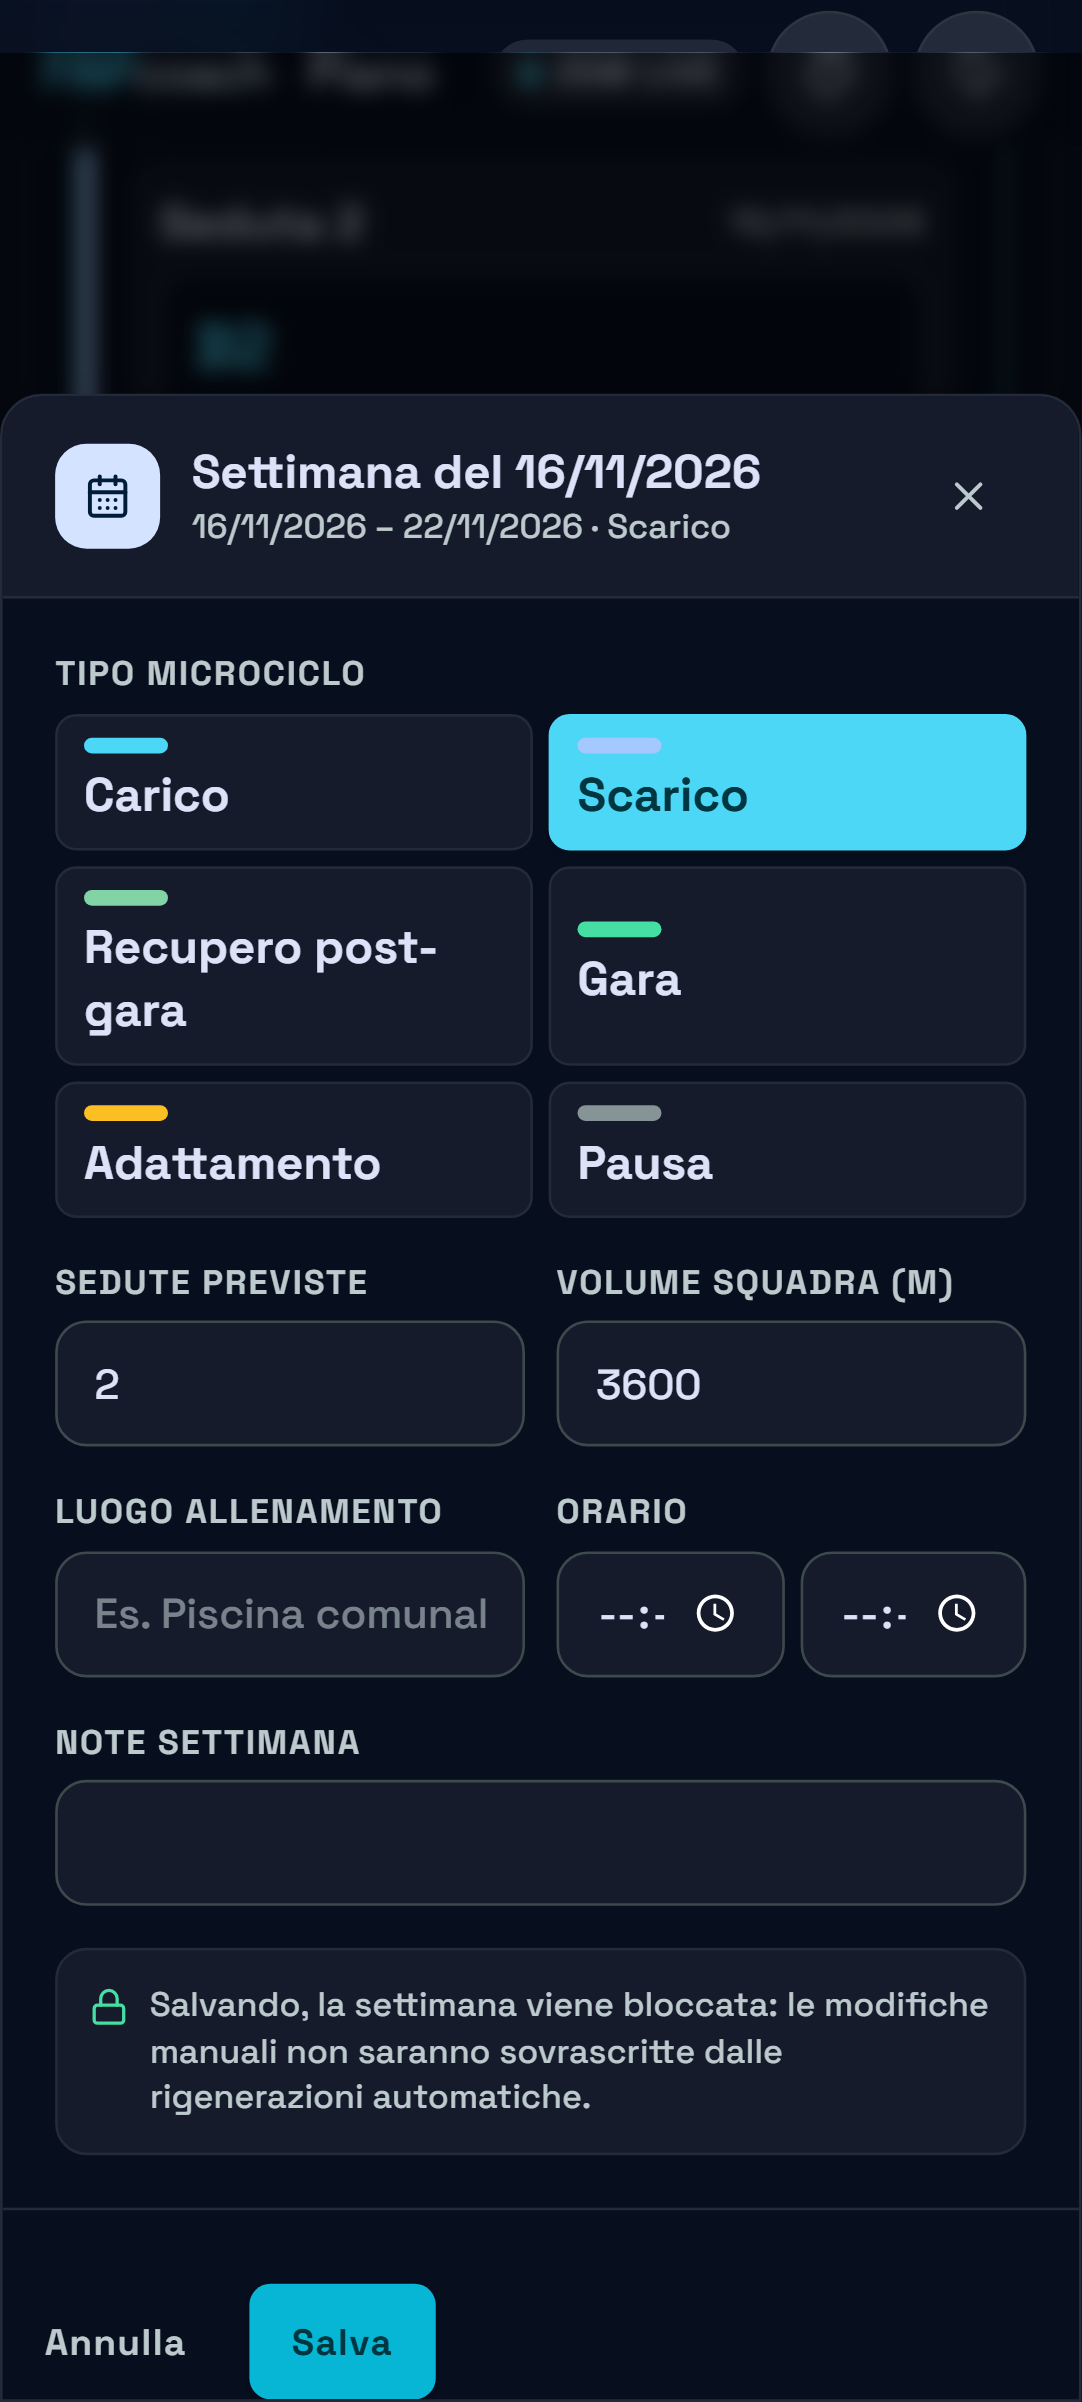 Seduta 2
Settimana del 16/11/2026
16/11/2026 – 22/11/2026 · Scarico
TIPO MICROCICLO
Carico
Scarico
Recupero post-
gara
Gara
Adattamento
Pausa
SEDUTE PREVISTE
VOLUME SQUADRA (M)
2
3600
LUOGO ALLENAMENTO
ORARIO
Es. Piscina comunal
--:-
--:-
NOTE SETTIMANA
Salvando, la settimana viene bloccata: le modifiche
manuali non saranno sovrascritte dalle
rigenerazioni automatiche.
Annulla
Salva